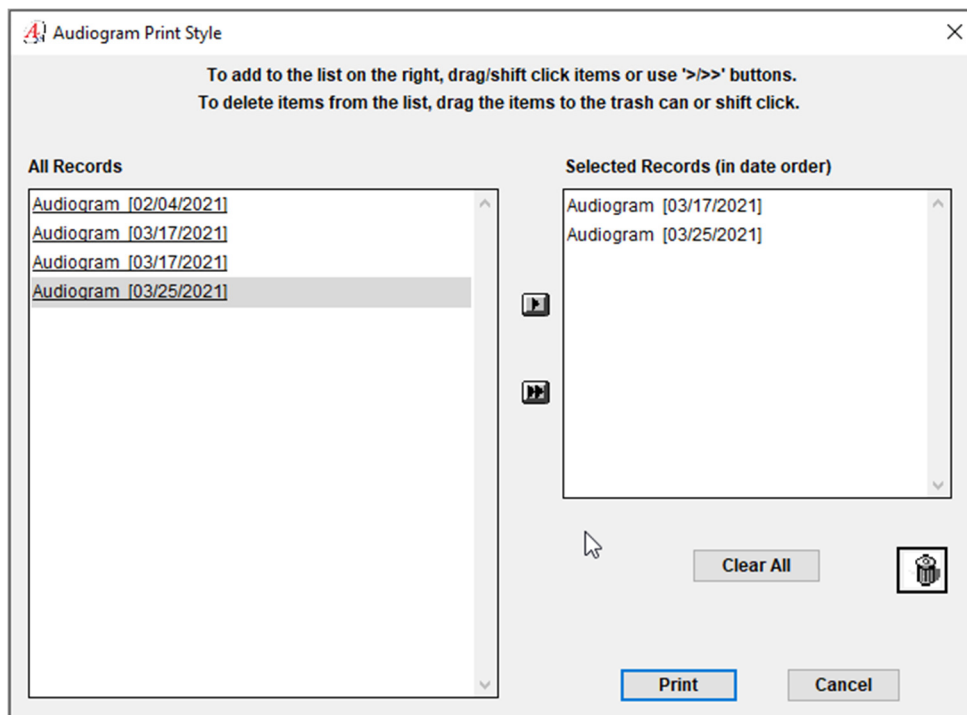 Audiogram Print Style
To add to the list on the right, drag/shift click items or use '>/>>' buttons.
To delete items from the list, drag the items to the trash can or shift click.
All Records
Audiogram [02/04/2021]
Audiogram [03/17/2021]
Audiogram [03/17/2021]
Audiogram [03/25/2021]
Selected Records (in date order)
Audiogram [03/17/2021]
Audiogram [03/25/2021]
Clear All
Print
Cancel